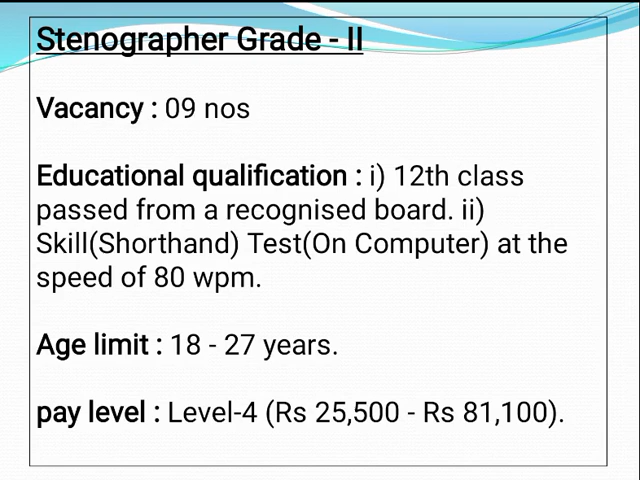 Stenographer Grade - II
Vacancy : 09 nos
Educational qualification : i) 12th class
passed from a recognised board. ii)
Skill(Shorthand) Test(On Computer) at the
speed of 80 wpm.
Age limit : 18 - 27 years.
pay level : Level-4 (Rs 25,500 - Rs 81,100).